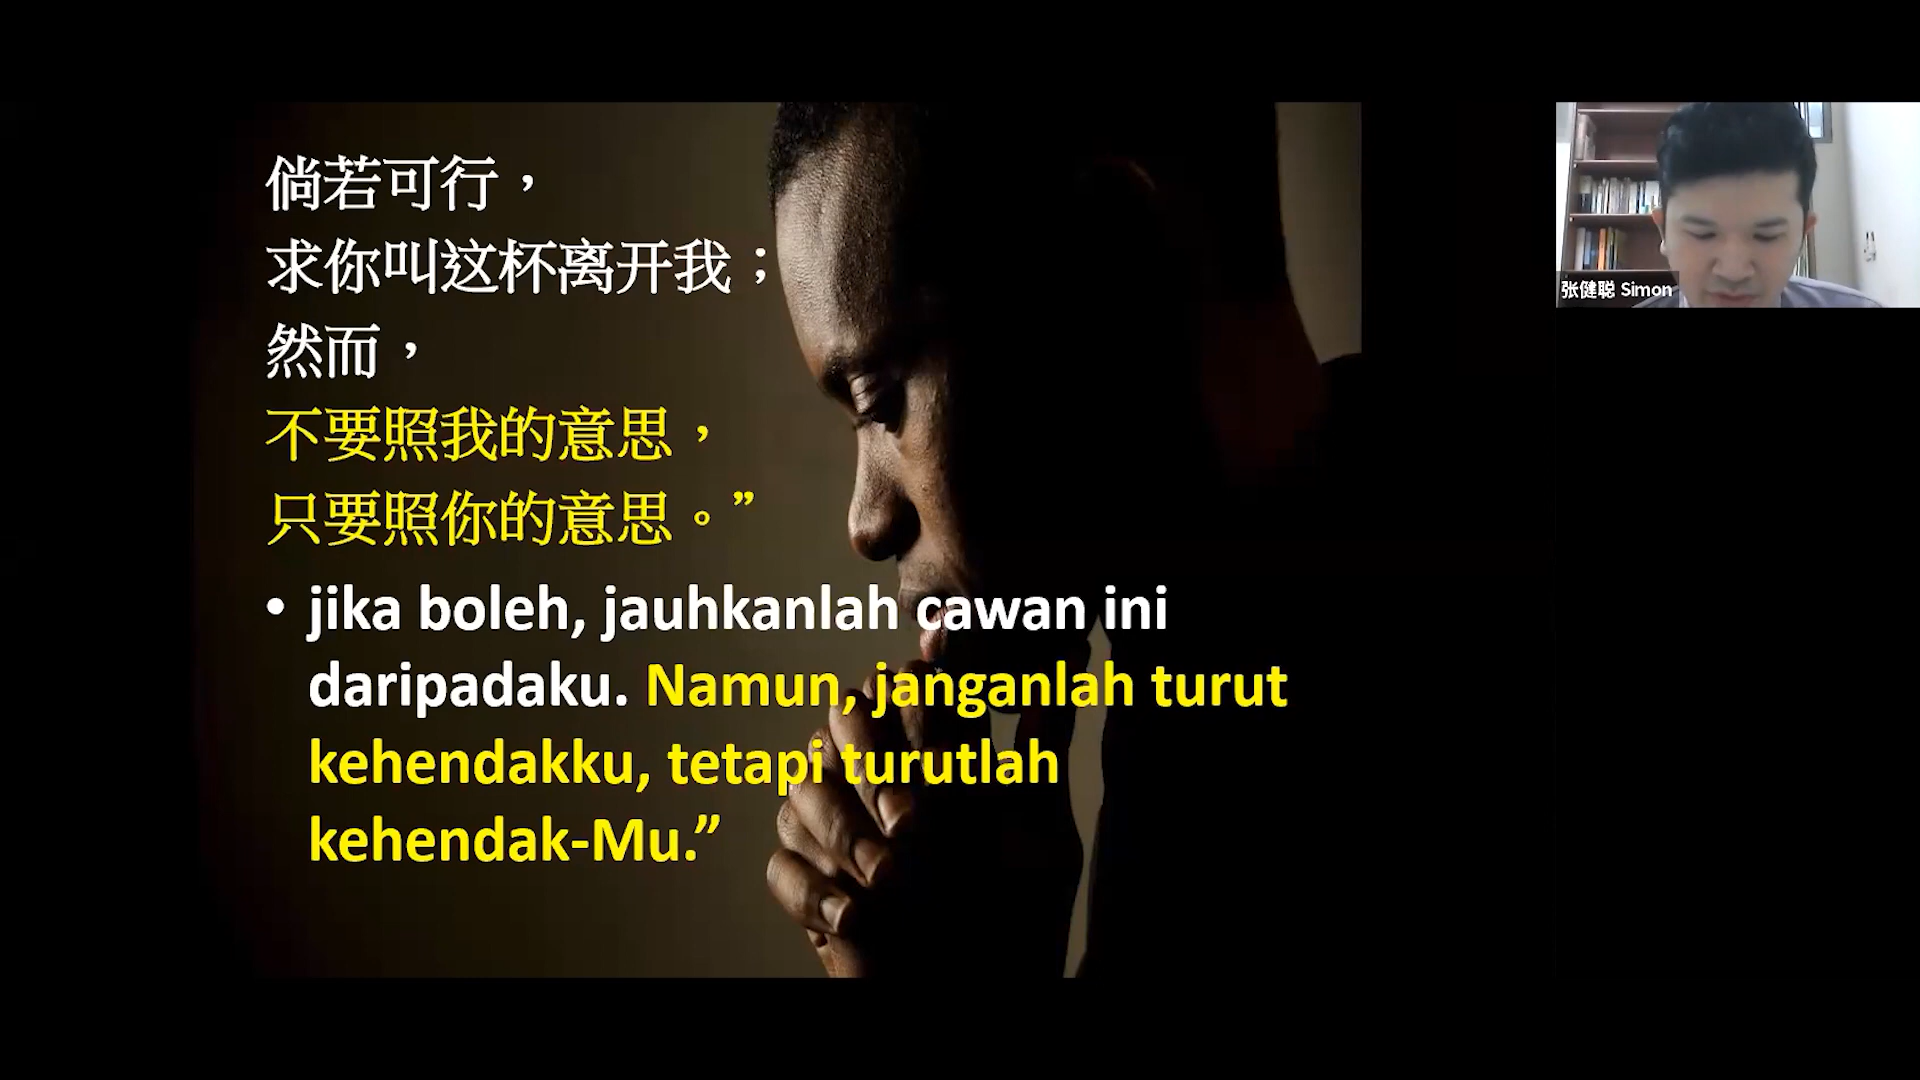 倘若可行，
求你叫这杯离开我；
然而，
不要照我的意思，
只要照你的意思。”
• jika boleh, jauhkanlah cawan ini
daripadaku. Namun, janganlah turut
kehendakku, tetapi turutlah
kehendak-Mu.”
张健聪 Simon